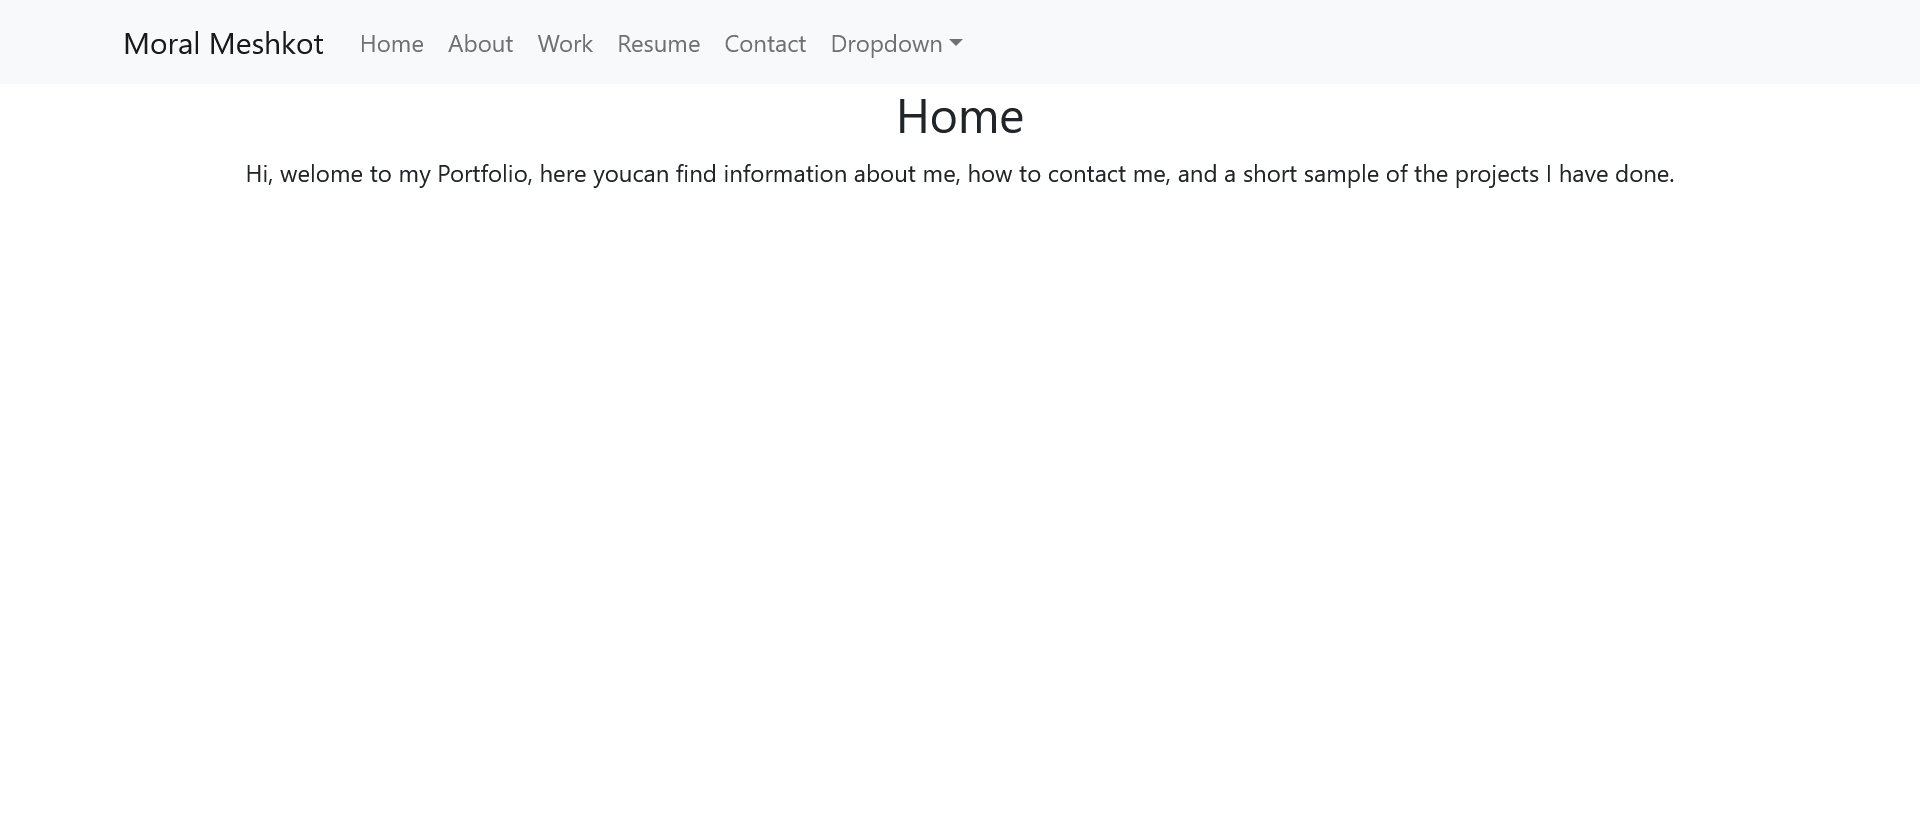 Moral Meshkot Home About Work Resume Contact Dropdown
Home
Hi, welome to my Portfolio, here youcan find information about me, how to contact me, and a short sample of the projects I have done.